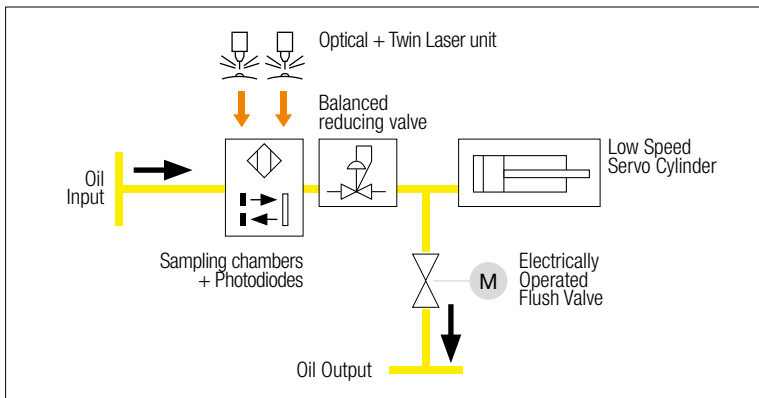 Optical + Twin Laser unit
Balanced
reducing valve
Low Speed
Servo Cylinder
Oil
Input
Sampling chambers
+ Photodiodes
M
Electrically
Operated
Flush Valve
Oil Output